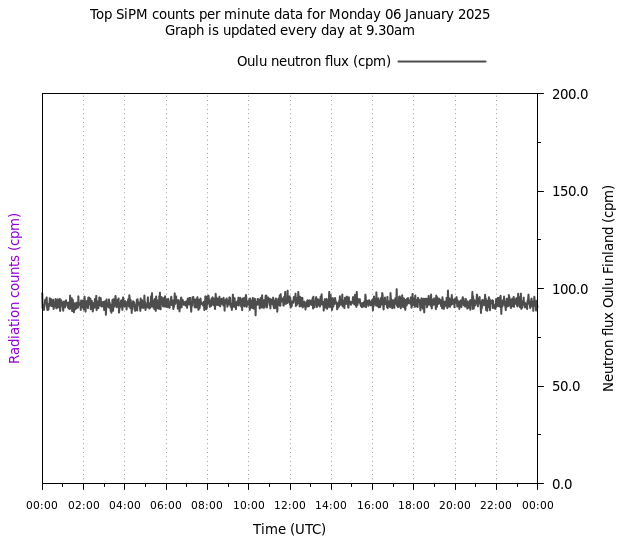 Top SiPM counts per minute data for Monday 06 January 2025
Graph is updated every day at 9.30am
Oulu neutron flux (cpm)
200.0
150.0
100.0
50.0
0.0
Radiation counts (cpm)
Neutron flux Oulu Finland (cpm)
00:00 02:00 04:00 06:00 08:00 10:00 12:00 14:00 16:00 18:00 20:00 22:00 00:00
Time (UTC)